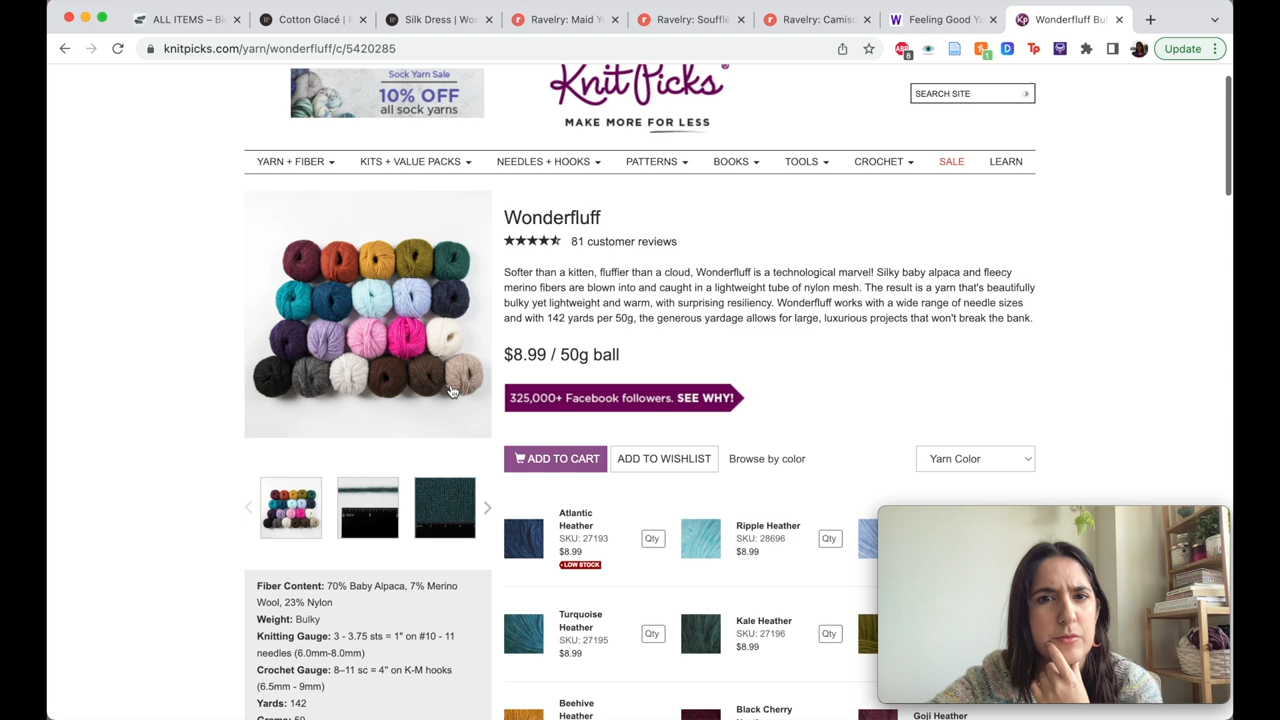 ALL ITEMS – Bi
Cotton Glacé | R
Silk Dress | Wor
Ravelry: Maid Y
Ravelry: Soufflé
Ravelry: Camis
Feeling Good Ya
Wonderfluff Bul
Update
knitpicks.com/yarn/wonderfluff/c/5420285
Sock Yarn Sale
10% OFF
all sock yarns
KnitPicks
MAKE MORE FOR LESS
SEARCH SITE
YARN + FIBER
KITS + VALUE PACKS
NEEDLES + HOOKS
PATTERNS
BOOKS
TOOLS
CROCHET
SALE
LEARN
Wonderfluff
81 customer reviews
Softer than a kitten, fluffier than a cloud, Wonderfluff is a technological marvel! Silky baby alpaca and fleecy
merino fibers are blown into and caught in a lightweight tube of nylon mesh. The result is a yarn that's beautifully
bulky yet lightweight and warm, with surprising resiliency. Wonderfluff works with a wide range of needle sizes
and with 142 yards per 50g, the generous yardage allows for large, luxurious projects that won't break the bank.
$8.99 / 50g ball
325,000+ Facebook followers. SEE WHY!
ADD TO CART
ADD TO WISHLIST
Browse by color
Yarn Color
Atlantic
Heather
SKU: 27193
$8.99
LOW STOCK
Qty
Ripple Heather
SKU: 28696
$8.99
Qty
Turquoise
Heather
SKU: 27195
$8.99
Qty
Kale Heather
SKU: 27196
$8.99
Qty
Beehive
Heather
Black Cherry
Heather
Goji Heather
Fiber Content: 70% Baby Alpaca, 7% Merino
Wool, 23% Nylon
Weight: Bulky
Knitting Gauge: 3 - 3.75 sts = 1" on #10 - 11
needles (6.0mm-8.0mm)
Crochet Gauge: 8–11 sc = 4" on K-M hooks
(6.5mm - 9mm)
Yards: 142
Grams: 50